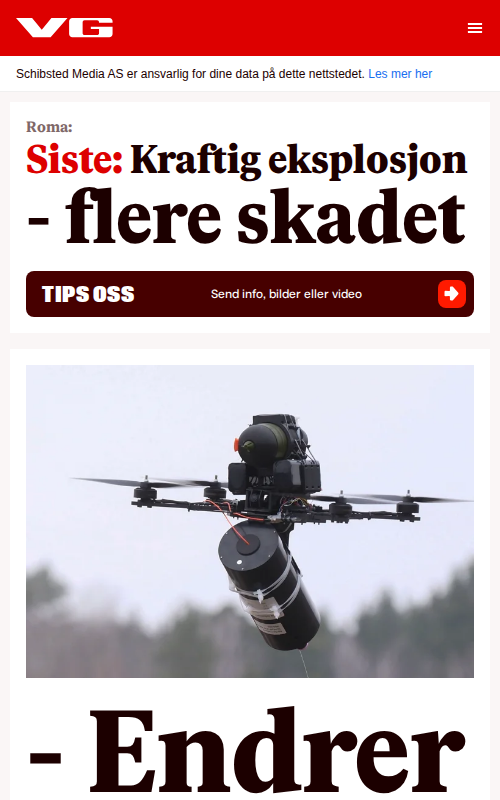 VG
Schibsted Media AS er ansvarlig for dine data på dette nettstedet. Les mer her
Roma:
Siste: Kraftig eksplosjon
- flere skadet
TIPS OSS
Send info, bilder eller video
- Endrer